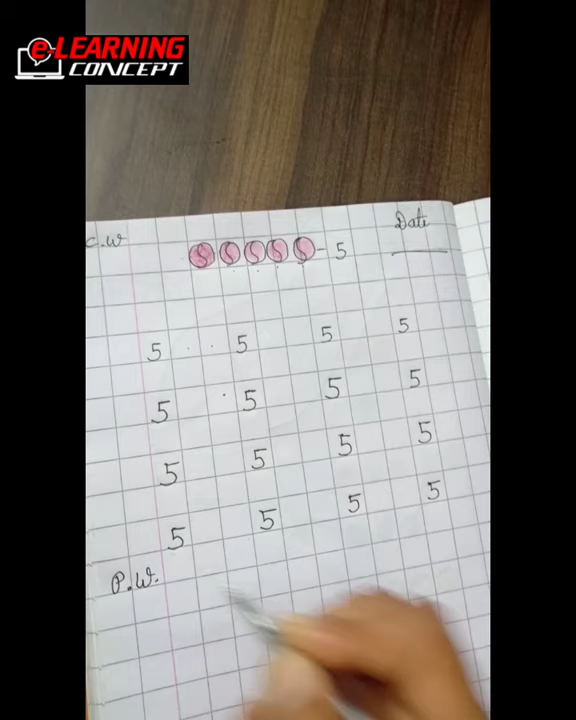 e-LEARNING
CONCEPT
C.W
Date
- 5
5 5 5 5
5 5 5 5
5 5 5 5
5 5 5 5
P.W.